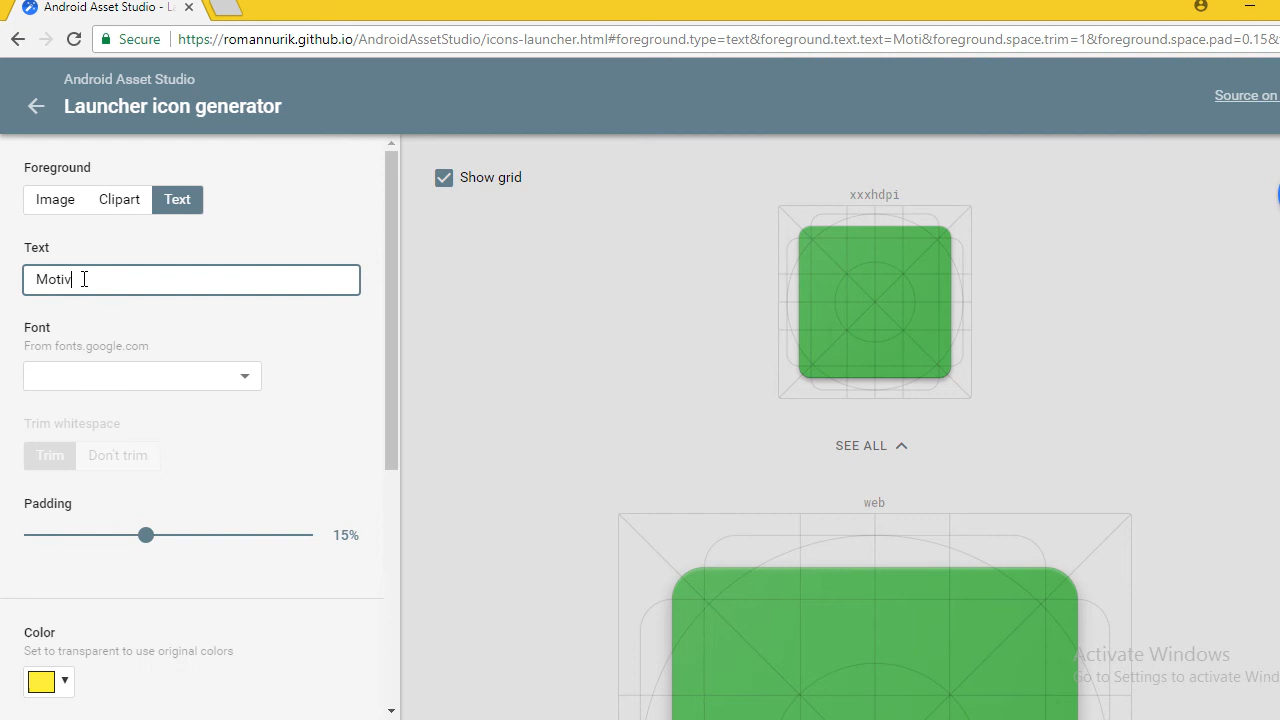 Android Asset Studio - L
Secure
https://romannurik.github.io/AndroidAssetStudio/icons-launcher.html#foreground.type=text&foreground.text.text=Moti&foreground.space.trim=1&foreground.space.pad=0.15&
Android Asset Studio
Launcher icon generator
Source on
Foreground
Image Clipart Text
Text
Motiv
Font
From fonts.google.com
Trim whitespace
Trim Don't trim
Padding
15%
Color
Set to transparent to use original colors
Show grid
xxxhdpi
SEE ALL
web
Activate Windows
Go to Settings to activate Wind